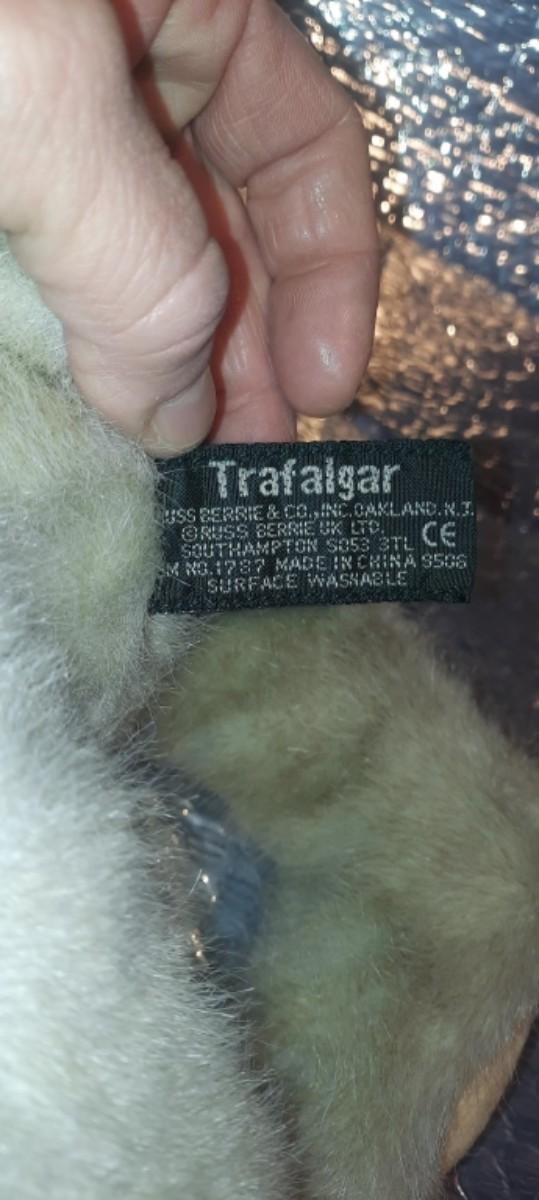 Trafalgar
USS BERRIE & CO., INC. OAKLAND. N.J.
© RUSS BERRIE UK LTD.
SOUTHAMPTON SO53 3TL CE
M NO. 1787 MADE IN CHINA 9506
SURFACE WASHABLE